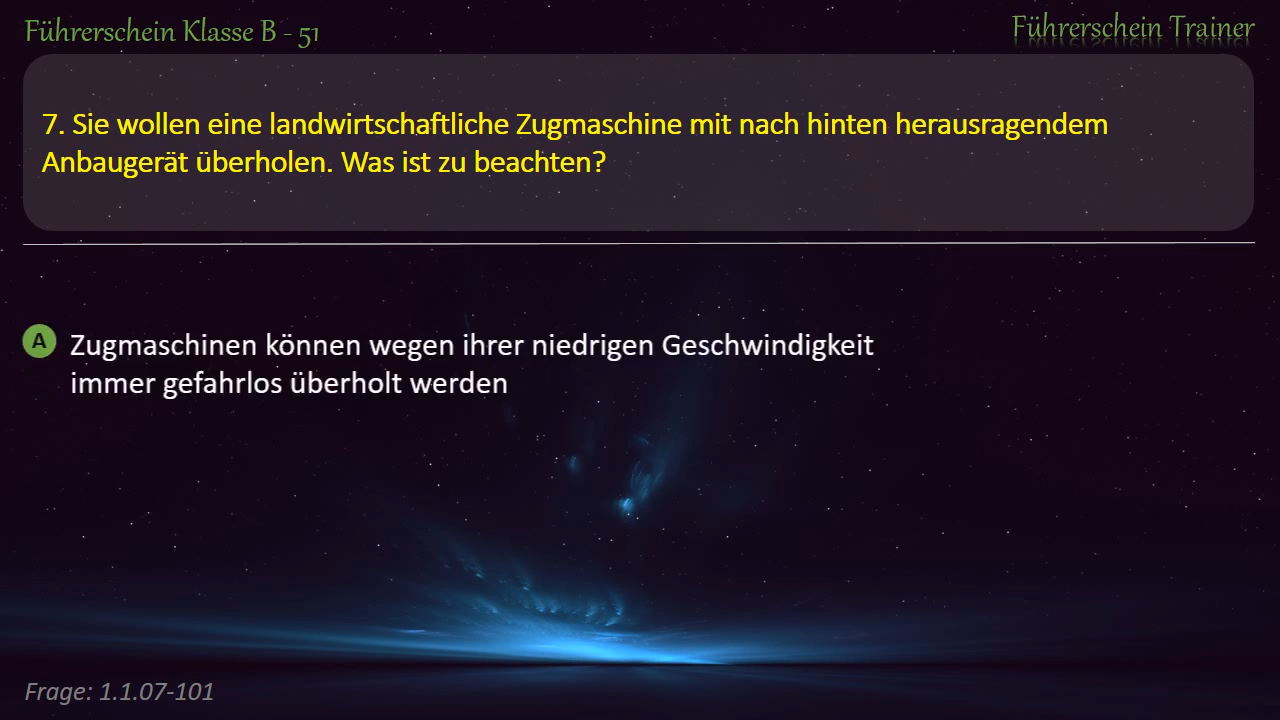 Führerschein Klasse B - 51
Führerschein Trainer
7. Sie wollen eine landwirtschaftliche Zugmaschine mit nach hinten herausragendem
Anbaugerät überholen. Was ist zu beachten?
A Zugmaschinen können wegen ihrer niedrigen Geschwindigkeit
immer gefahrlos überholt werden
Frage: 1.1.07-101